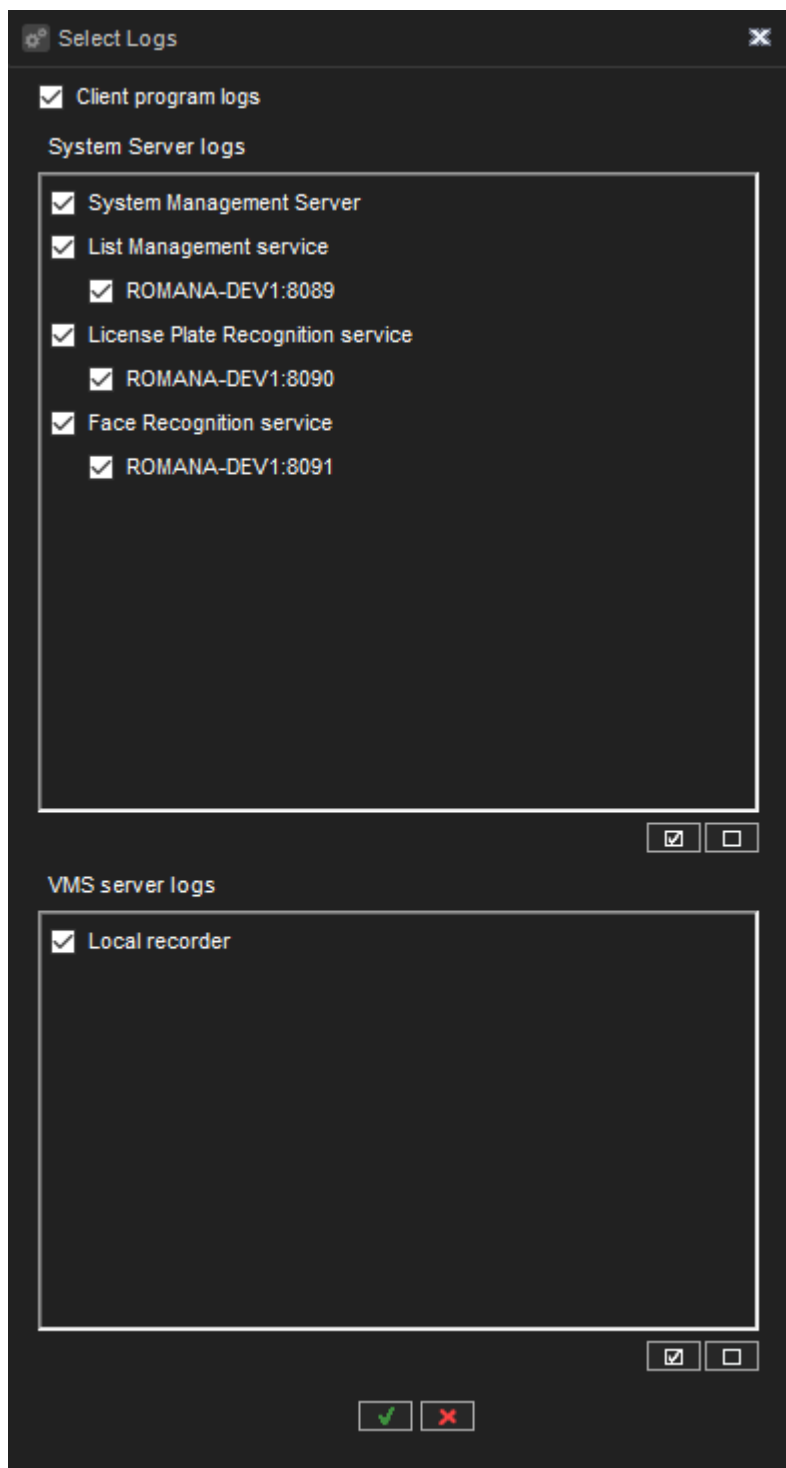 Select Logs
Client program logs
System Server logs
System Management Server
List Management service
ROMANA-DEV1:8089
License Plate Recognition service
ROMANA-DEV1:8090
Face Recognition service
ROMANA-DEV1:8091
VMS server logs
Local recorder